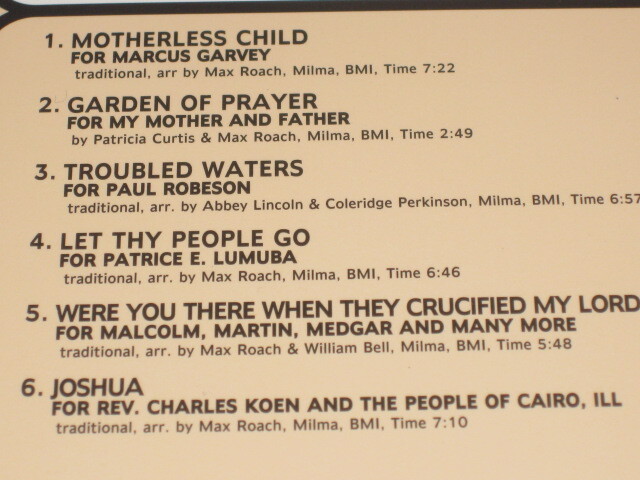 1. MOTHERLESS CHILD
FOR MARCUS GARVEY
traditional, arr by Max Roach, Milma, BMI, Time 7:22
2. GARDEN OF PRAYER
FOR MY MOTHER AND FATHER
by Patricia Curtis & Max Roach, Milma, BMI, Time 2:49
3. TROUBLED WATERS
FOR PAUL ROBESON
traditional, arr. by Abbey Lincoln & Coleridge Perkinson, Milma, BMI, Time 6:57
4. LET THY PEOPLE GO
FOR PATRICE E. LUMUBA
traditional, arr. by Max Roach, Milma, BMI, Time 6:46
5. WERE YOU THERE WHEN THEY CRUCIFIED MY LORD
FOR MALCOLM, MARTIN, MEDGAR AND MANY MORE
traditional, arr. by Max Roach & William Bell, Milma, BMI, Time 5:48
6. JOSHUA
FOR REV. CHARLES KOEN AND THE PEOPLE OF CAIRO, ILL
traditional, arr. by Max Roach, Milma, BMI, Time 7:10